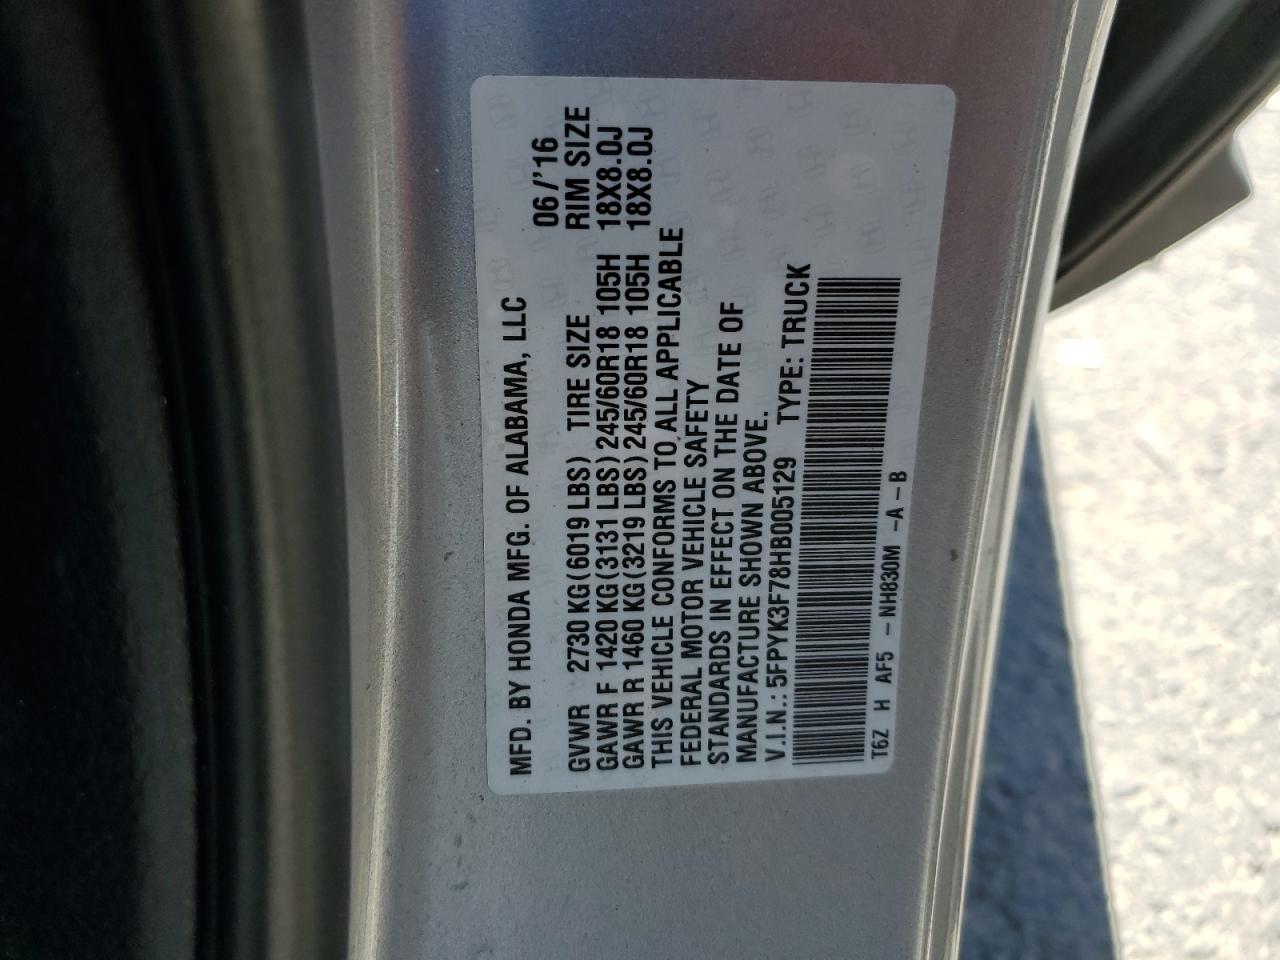 MFD. BY HONDA MFG. OF ALABAMA, LLC 06/'16
GVWR 2730 KG (6019 LBS) TIRE SIZE RIM SIZE
GAWR F 1420 KG (3131 LBS) 245/60R18 105H 18X8.0J
GAWR R 1460 KG (3219 LBS) 245/60R18 105H 18X8.0J
THIS VEHICLE CONFORMS TO ALL APPLICABLE
FEDERAL MOTOR VEHICLE SAFETY
STANDARDS IN EFFECT ON THE DATE OF
MANUFACTURE SHOWN ABOVE.
V.I.N.: 5FPYK3F78HB005129 TYPE: TRUCK
T6Z H AF5 - NH830M -A-B